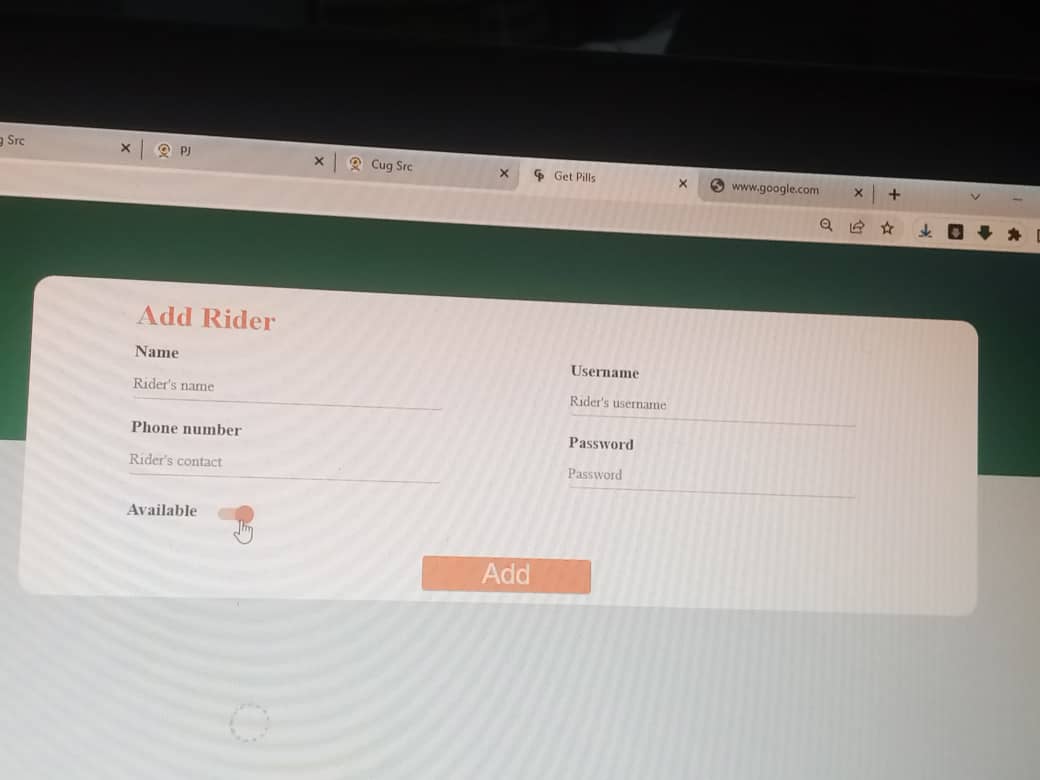 Src
PJ
Cug Src
Get Pills
www.google.com
Add Rider
Name
Rider's name
Username
Rider's username
Phone number
Rider's contact
Password
Password
Available
Add